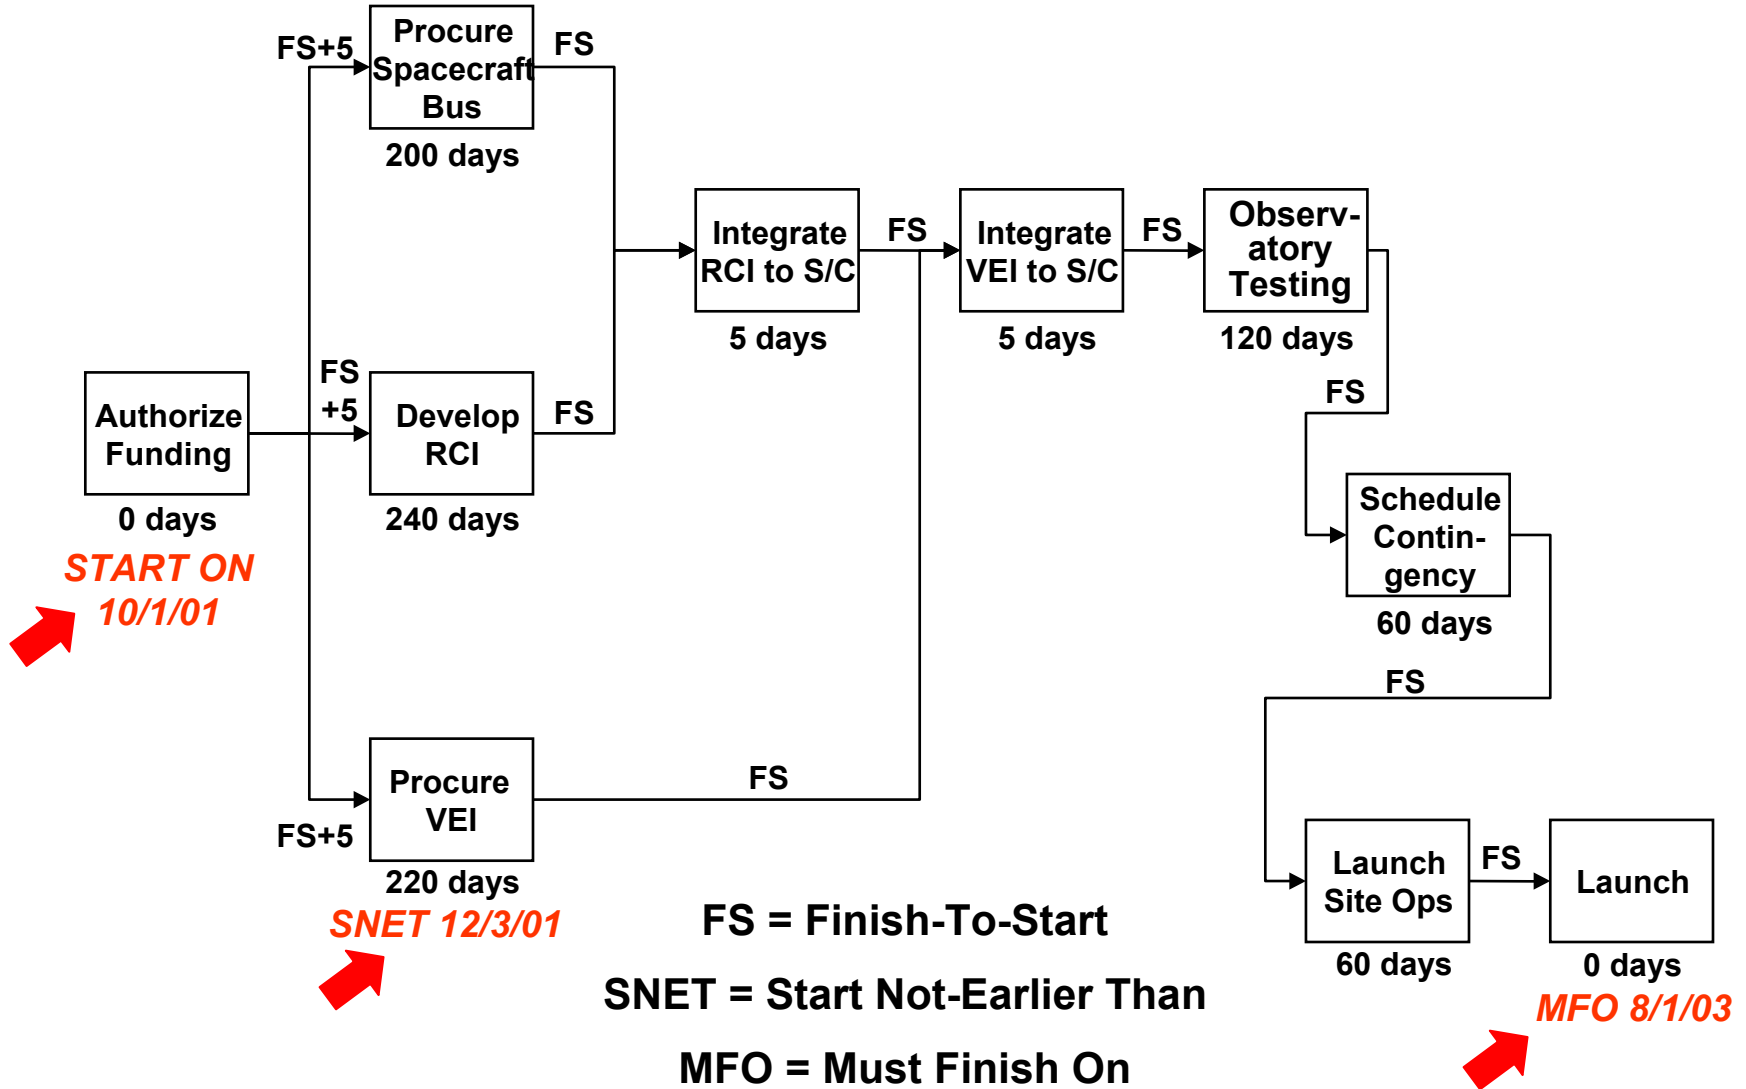 FS+5
Procure
Spacecraft
Bus
FS
200 days
Integrate
RCI to S/C
FS
5 days
Integrate
VEI to S/C
FS
5 days
Observ-
atory
Testing
120 days
FS
Authorize
Funding
0 days
START ON
10/1/01
FS
+5
Develop
RCI
FS
240 days
Schedule
Contin-
gency
60 days
FS
FS+5
Procure
VEI
FS
220 days
SNET 12/3/01
Launch
Site Ops
FS
60 days
Launch
0 days
MFO 8/1/03
FS = Finish-To-Start
SNET = Start Not-Earlier Than
MFO = Must Finish On